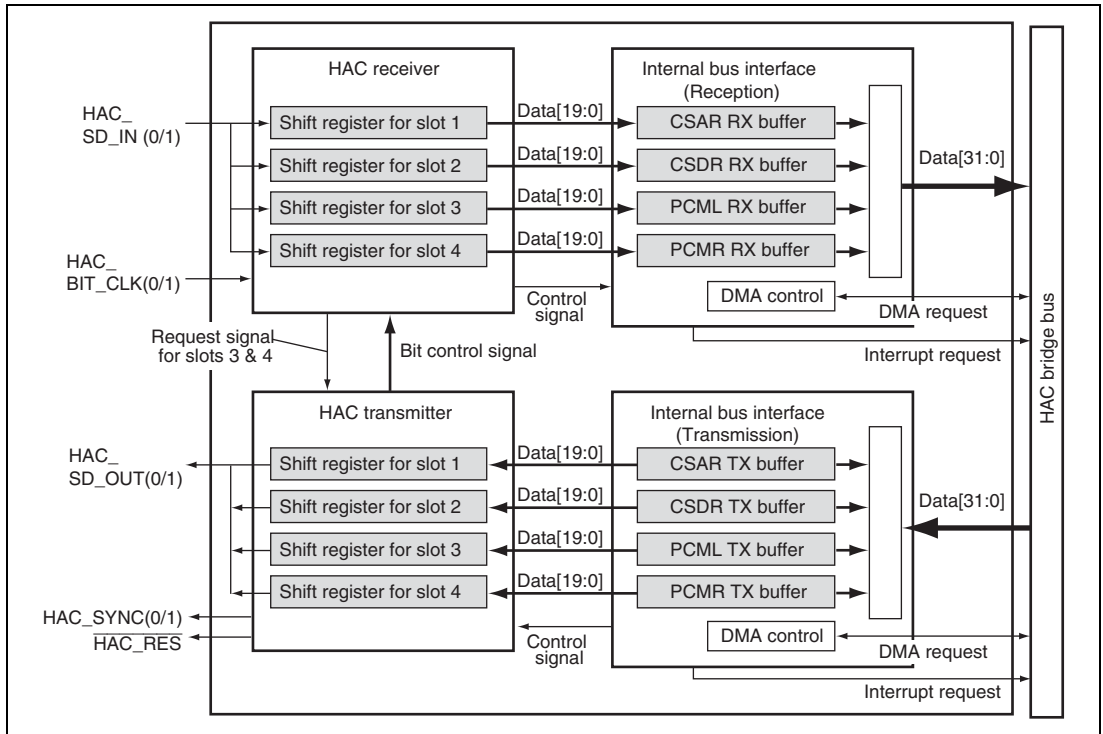 HAC receiver
Internal bus interface
(Reception)
HAC_
SD_IN (0/1)
Shift register for slot 1
Data[19:0]
CSAR RX buffer
Shift register for slot 2
Data[19:0]
CSDR RX buffer
Data[31:0]
Shift register for slot 3
Data[19:0]
PCML RX buffer
Shift register for slot 4
Data[19:0]
PCMR RX buffer
HAC_
BIT_CLK(0/1)
Control
signal
DMA control
DMA request
Request signal
for slots 3 & 4
Bit control signal
Interrupt request
HAC bridge bus
HAC transmitter
Internal bus interface
(Transmission)
HAC_
SD_OUT(0/1)
Shift register for slot 1
Data[19:0]
CSAR TX buffer
Shift register for slot 2
Data[19:0]
CSDR TX buffer
Data[31:0]
Shift register for slot 3
Data[19:0]
PCML TX buffer
Shift register for slot 4
Data[19:0]
PCMR TX buffer
HAC_SYNC(0/1)
HAC_RES
Control
signal
DMA control
DMA request
Interrupt request